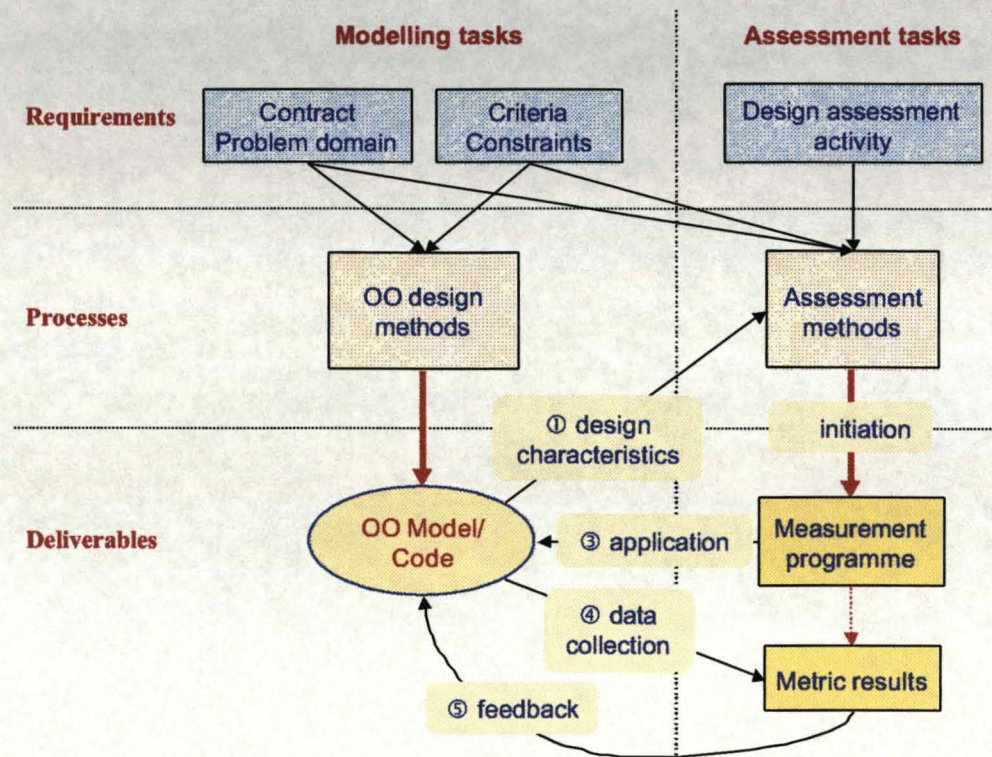 Modelling tasks
Assessment tasks
Requirements
Contract
Problem domain
Criteria
Constraints
Design assessment
activity
Processes
OO design
methods
Assessment
methods
① design
characteristics
initiation
Deliverables
OO Model/
Code
③ application
Measurement
programme
④ data
collection
Metric results
⑤ feedback